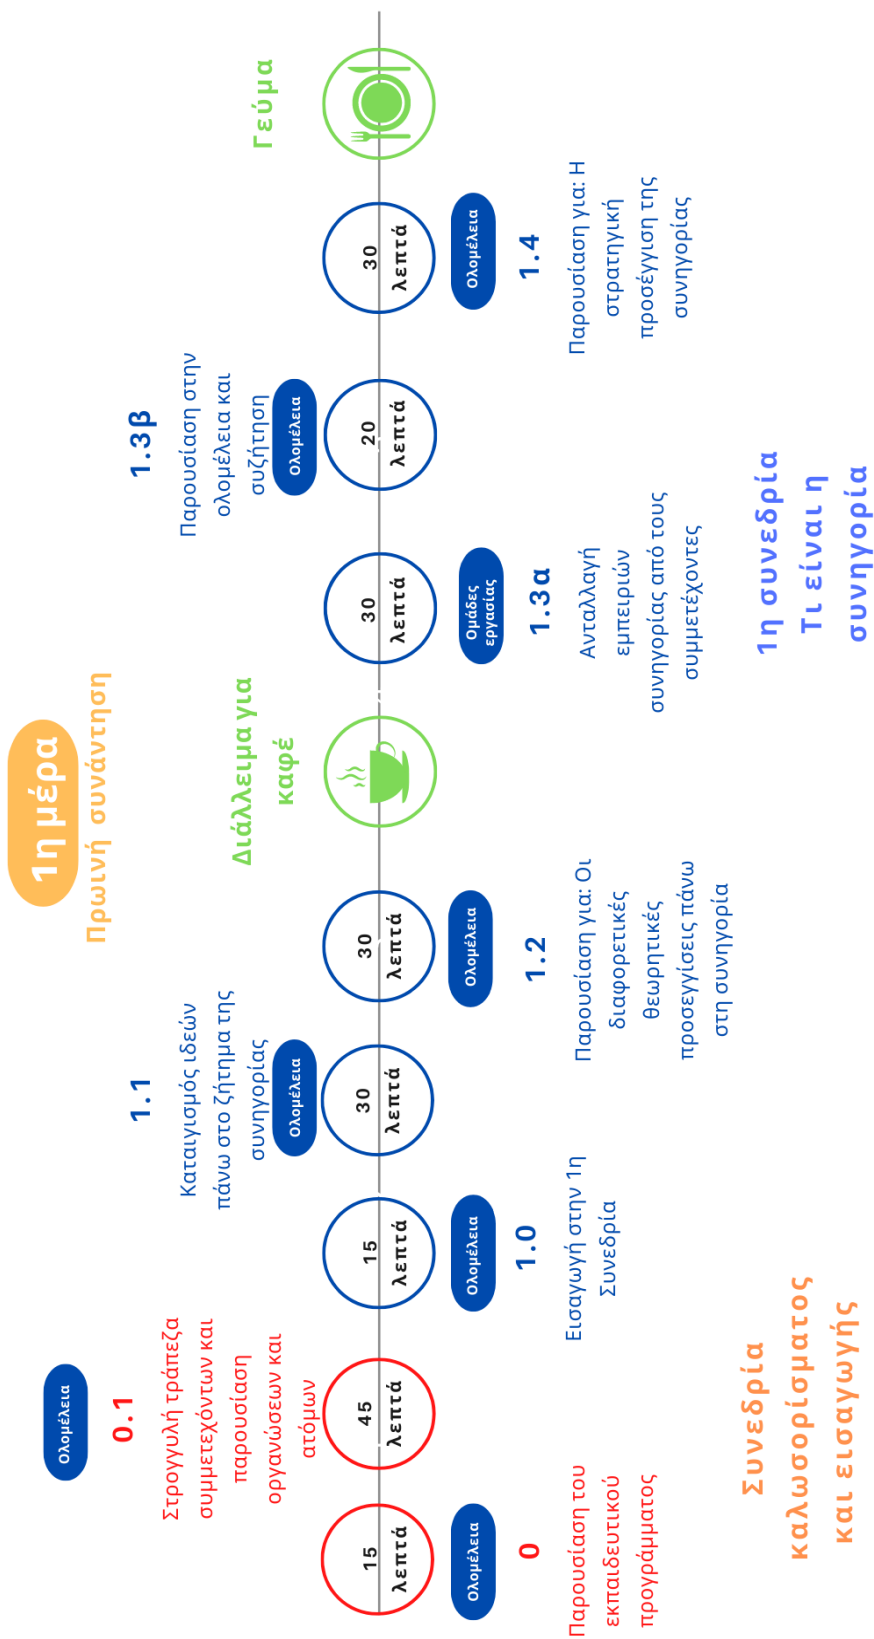 1η μέρα
Πρωινή συνάντηση
Ολομέλεια
0.1
Στρογγυλή τράπεζα
συμμετεχόντων και
παρουσίαση
οργανώσεων και
ατόμων
1.1
Καταιγισμός ιδεών
πάνω στο ζήτημα της
συνηγορίας
Ολομέλεια
Διάλλειμα για
καφέ
1.3β
Παρουσίαση στην
ολομέλεια και
συζήτηση
Ολομέλεια
Γεύμα
15
λεπτά
45
λεπτά
15
λεπτά
30
λεπτά
30
λεπτά
30
λεπτά
20
λεπτά
30
λεπτά
Ολομέλεια
0
Παρουσίαση του
εκπαιδευτικού
προγράμματος
Ολομέλεια
1.0
Εισαγωγή στην 1η
Συνεδρία
Ολομέλεια
1.2
Παρουσίαση για: Οι
διαφορετικές
θεωρητικές
προσεγγίσεις πάνω
στη συνηγορία
Ομάδες
εργασίας
1.3α
Ανταλλαγή
εμπειριών
συνηγορίας από τους
συμμετέχοντες
Ολομέλεια
1.4
Παρουσίαση για: Η
στρατηγική
προσέγγιση της
συνηγορίας
Συνεδρία
καλωσορίσματος
και εισαγωγής
1η συνεδρία
Τι είναι η
συνηγορία